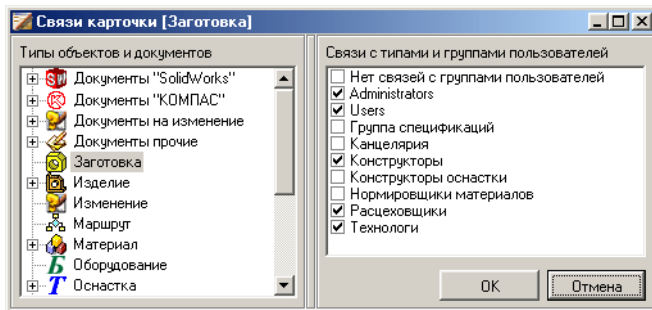 Связи карточки [Заготовка]
Типы объектов и документов
Документы "SolidWorks"
Документы "КОМПАС"
Документы на изменение
Документы прочие
Заготовка
Изделие
Изменение
Маршрут
Материал
Оборудование
Оснастка
Связи с типами и группами пользователей
Нет связей с группами пользователей
Administrators
Users
Группа спецификаций
Канцелярия
Конструкторы
Конструкторы оснастки
Нормировщики материалов
Расцеховщики
Технологи
OK
Отмена